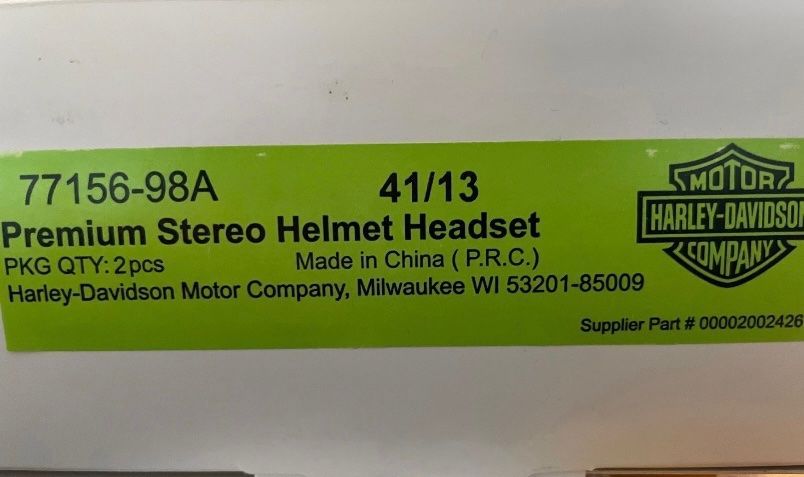 77156-98A 41/13
Premium Stereo Helmet Headset
PKG QTY: 2pcs Made in China ( P.R.C.)
Harley-Davidson Motor Company, Milwaukee WI 53201-85009
Supplier Part # 00002002426
MOTOR
HARLEY-DAVIDSON
COMPANY